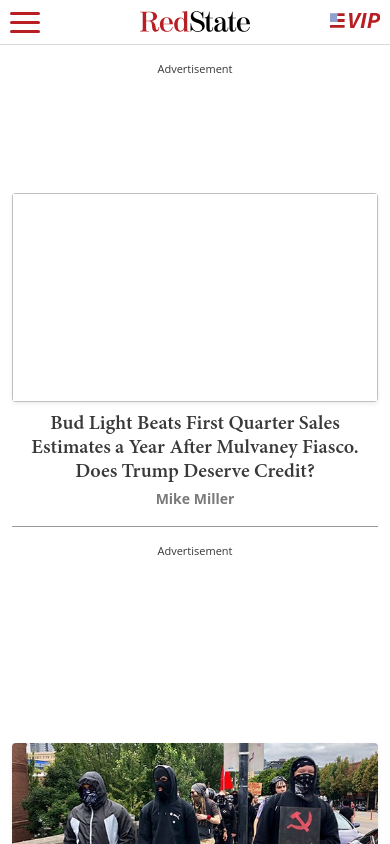 RedState
VIP
Advertisement
Bud Light Beats First Quarter Sales
Estimates a Year After Mulvaney Fiasco.
Does Trump Deserve Credit?
Mike Miller
Advertisement